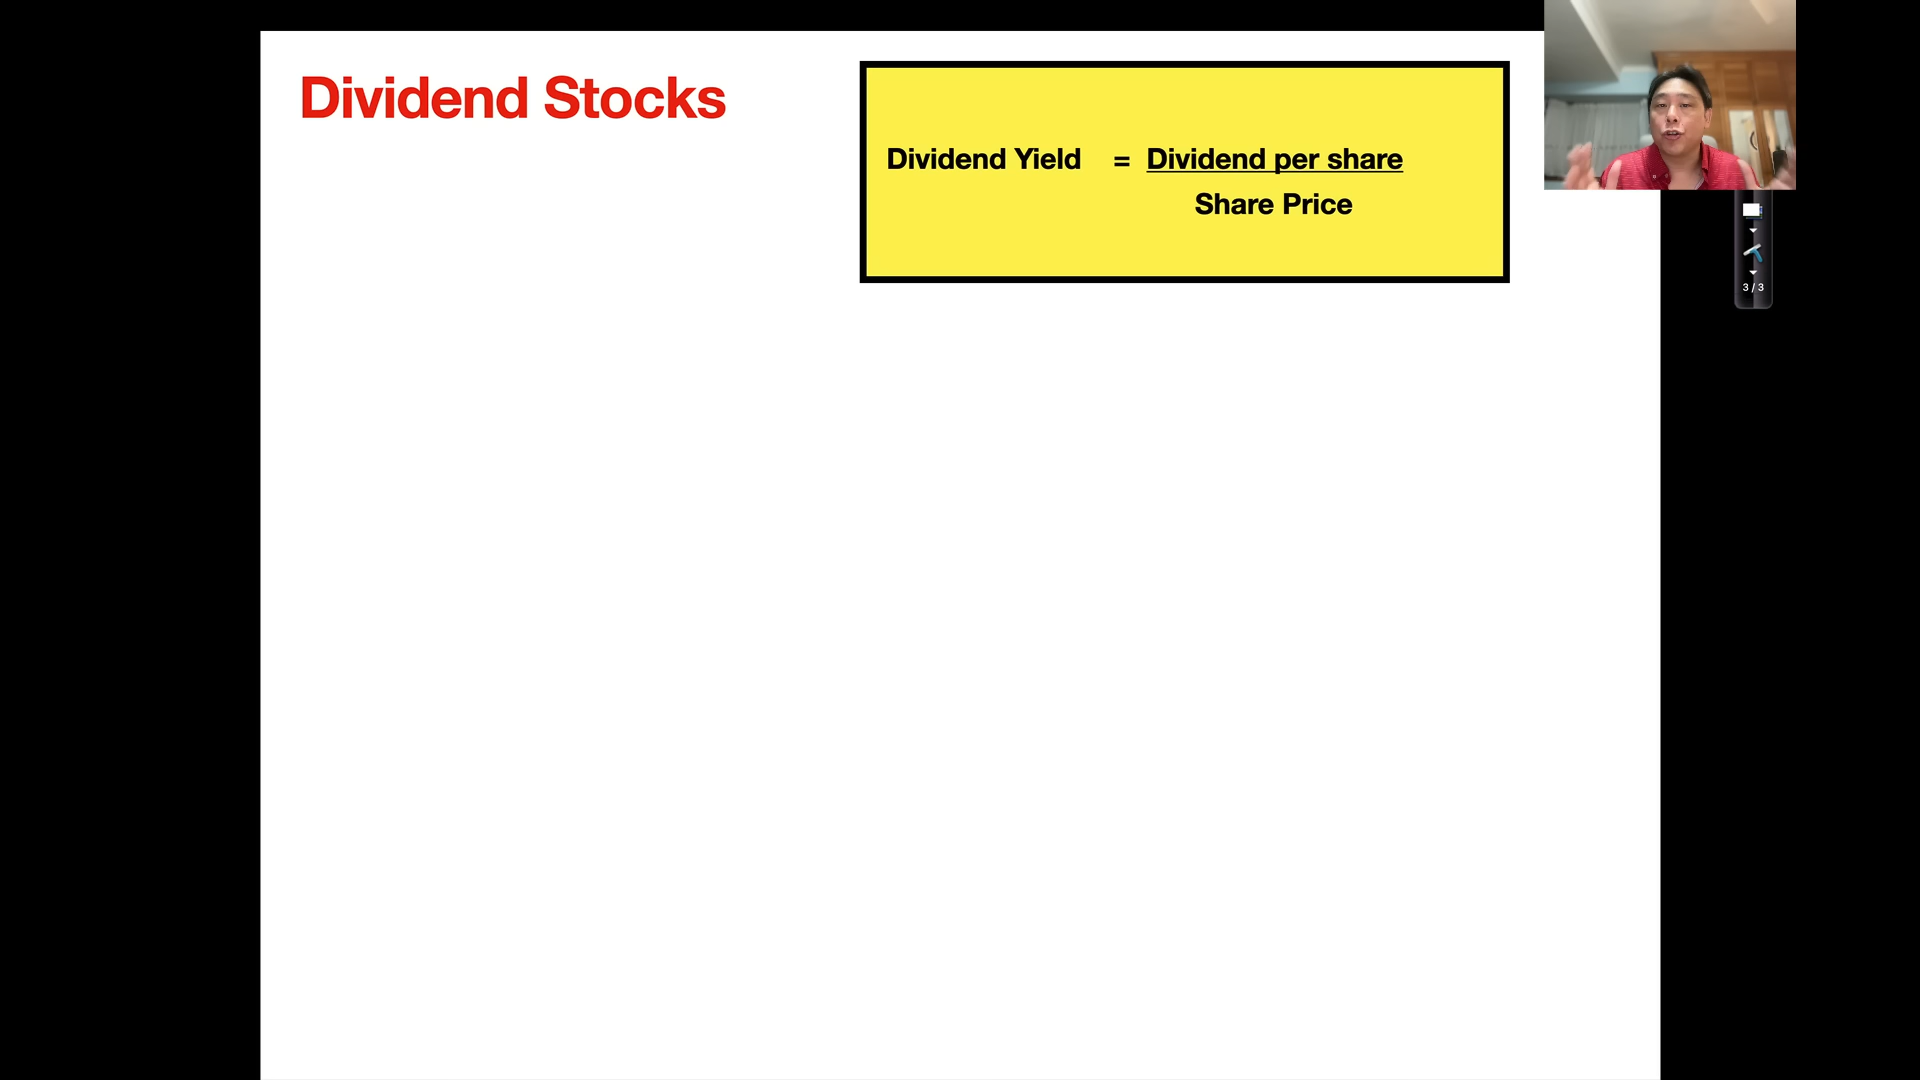 Dividend Stocks
Dividend Yield = Dividend per share
Share Price
3 / 3